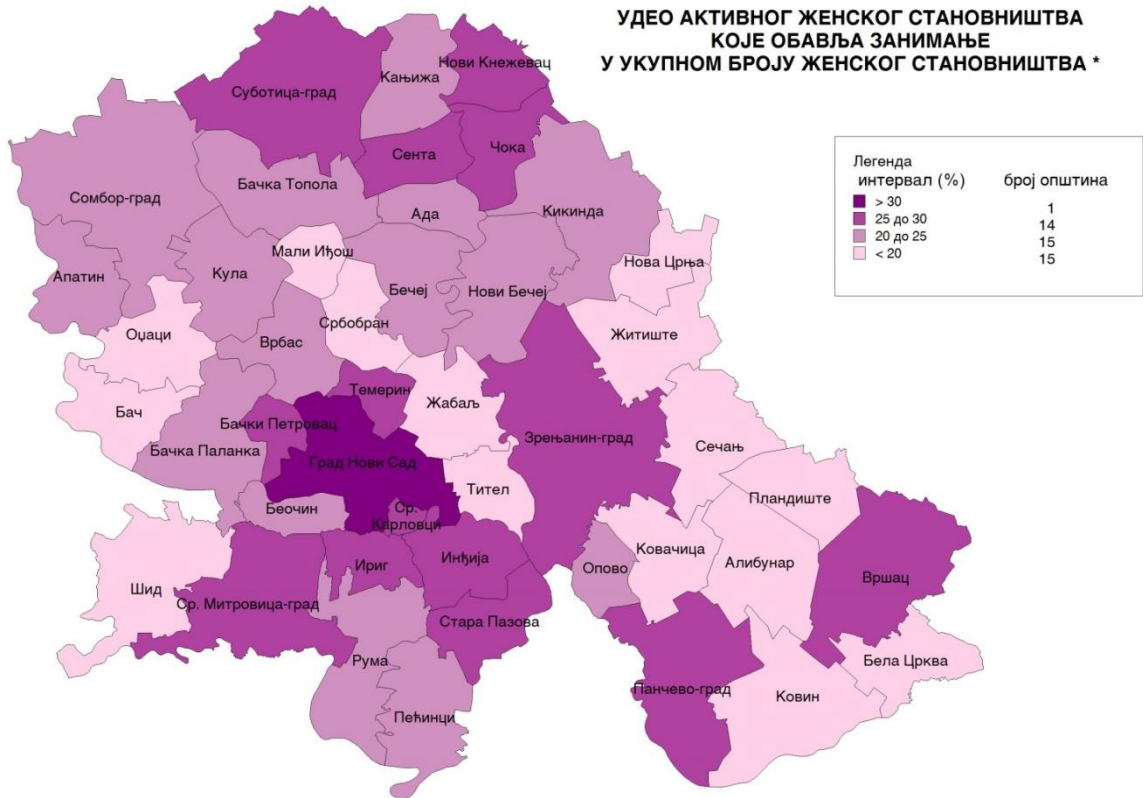 УДЕО АКТИВНОГ ЖЕНСКОГ СТАНОВНИШТВА
КОЈЕ ОБАВЉА ЗАНИМАЊЕ
У УКУПНОМ БРОЈУ ЖЕНСКОГ СТАНОВНИШТВА *
Легенда
интервал (%) број општина
> 30 1
25 до 30 14
20 до 25 15
< 20 15
Нови Кнежевац
Кањижа
Суботица-град
Чока
Сента
Бачка Топола
Сомбор-град
Ада
Кикинда
Мали Иђош
Нова Црња
Апатин
Кула
Бечеј
Нови Бечеј
Србобран
Оџаци
Врбас
Житиште
Темерин
Жабаљ
Бач
Бачки Петровац
Зрењанин-град
Бачка Паланка
Град Нови Сад
Сечањ
Тител
Пландиште
Беочин
Ср.
Карловци
Ковачица
Инђија
Ириг
Опово
Алибунар
Вршац
Шид
Ср. Митровица-град
Стара Пазова
Рума
Бела Црква
Панчево-град
Ковин
Пећинци